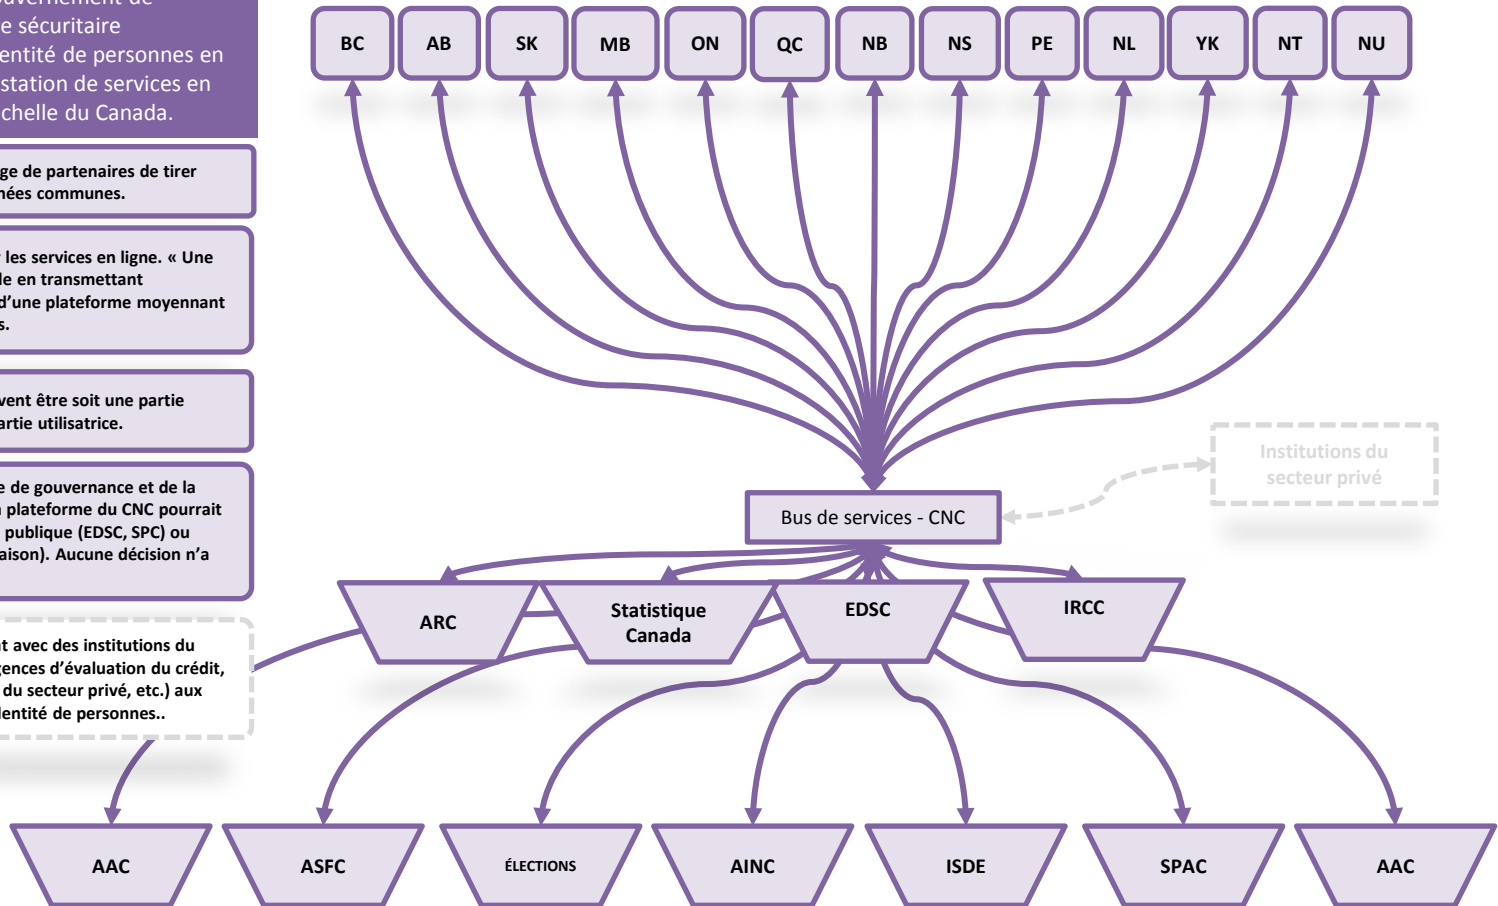 ouvernement de
e sécuritaire
entité de personnes en
station de services en
chelle du Canada.
ge de partenaires de tirer
nées communes.
les services en ligne. « Une
le en transmettant
d’une plateforme moyennant
s.
vent être soit une partie
artie utilisatrice.
e de gouvernance et de la
a plateforme du CNC pourrait
publique (EDSC, SPC) ou
aison). Aucune décision n’a
t avec des institutions du
gences d’évaluation du crédit,
du secteur privé, etc.) aux
dentité de personnes..
BC AB SK MB ON QC NB NS PE NL YK NT NU
Institutions du
secteur privé
Bus de services - CNC
ARC
Statistique
Canada
EDSC
IRCC
AAC ASFC ÉLECTIONS AINC ISDE SPAC AAC